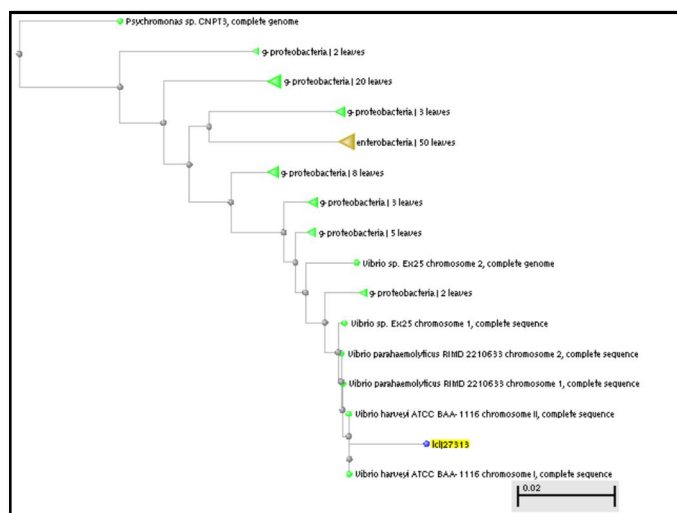 Psychromonas sp. CNPT3, complete genome
g-proteobacteria | 2 leaves
g-proteobacteria | 20 leaves
g-proteobacteria | 3 leaves
enterobacteria | 50 leaves
g-proteobacteria | 8 leaves
g-proteobacteria | 3 leaves
g-proteobacteria | 5 leaves
Vibrio sp. Ex25 chromosome 2, complete genome
g-proteobacteria | 2 leaves
Vibrio sp. Ex25 chromosome 1, complete sequence
Vibrio parahaemolyticus RIMD 2210633 chromosome 2, complete sequence
Vibrio parahaemolyticus RIMD 2210633 chromosome 1, complete sequence
Vibrio harveyi ATCC BAA-1116 chromosome II, complete sequence
lcl|27313
Vibrio harveyi ATCC BAA-1116 chromosome I, complete sequence
0.02